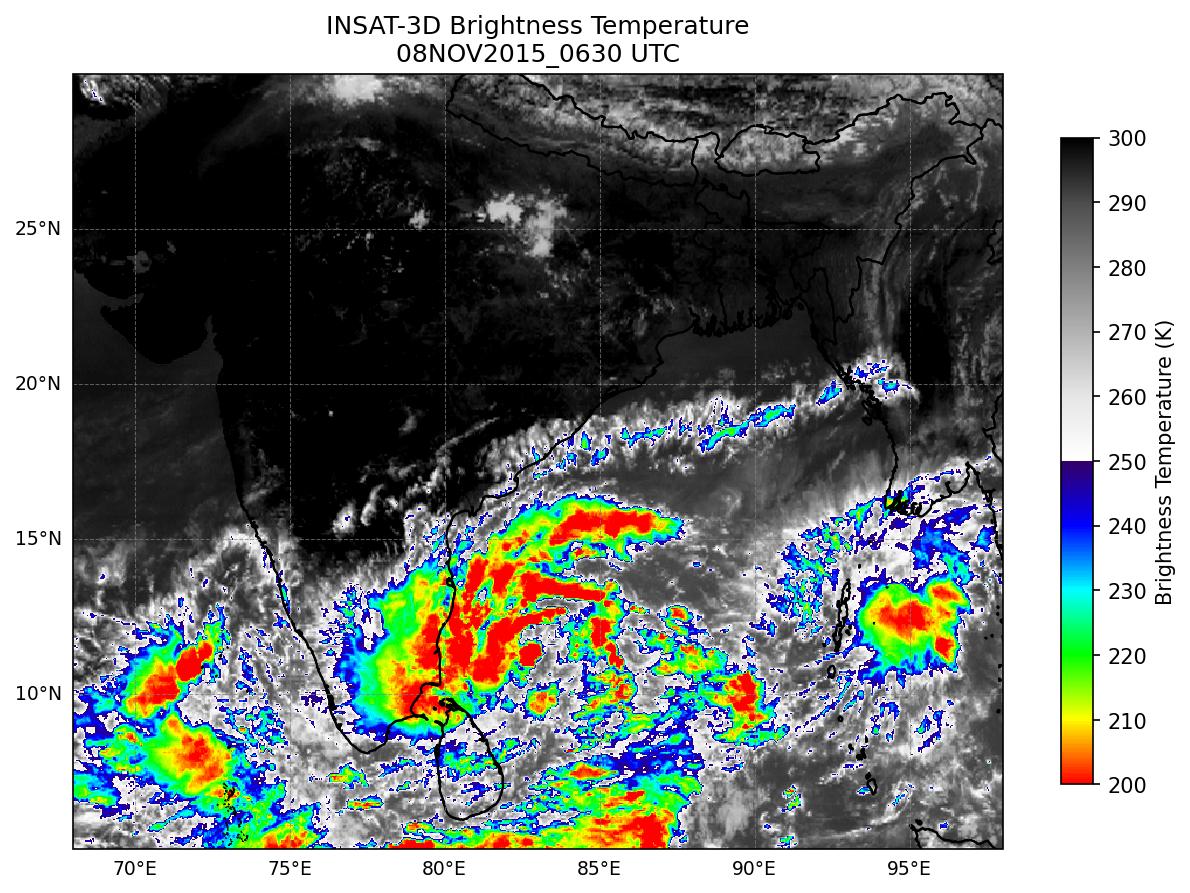 INSAT-3D Brightness Temperature
08NOV2015_0630 UTC
25°N
20°N
15°N
10°N
70°E
75°E
80°E
85°E
90°E
95°E
300
290
280
270
260
250
240
230
220
210
200
Brightness Temperature (K)